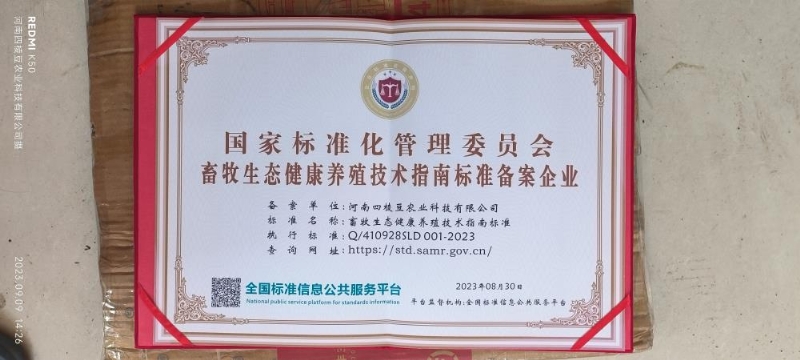 国家标准化管理委员会
畜牧生态健康养殖技术指南标准备案企业
备案单位:河南四棱豆农业科技有限公司
标准名称:畜牧生态健康养殖技术指南标准
执行标准:Q/410928SLD 001-2023
查询网址:https://std.samr.gov.cn/
全国标准信息公共服务平台
National public service platform for standards information
2023年08月30日
平台监督机构:全国标准信息公共服务平台
REDMI K50
河南四棱豆农业科技有限公司
2023.09.09 14:26